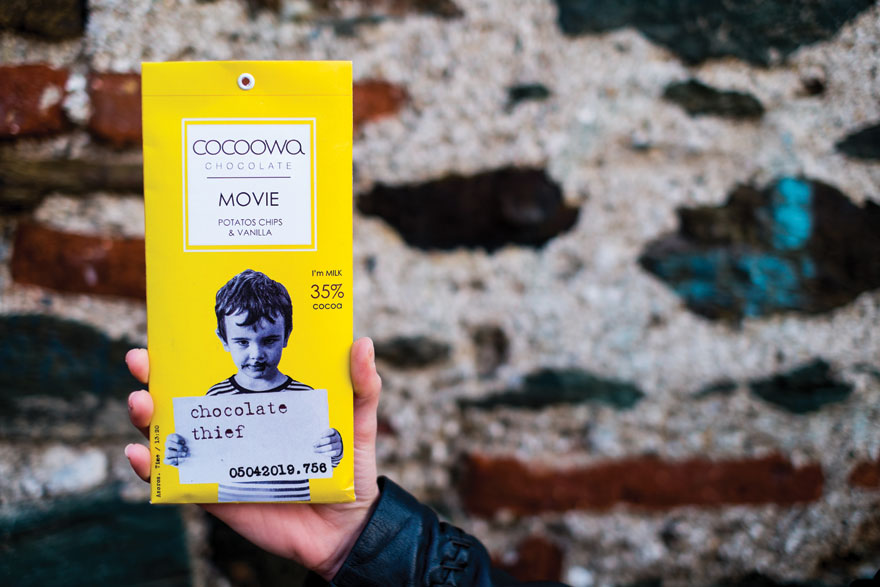 COCOOWA
CHOCOLATE
MOVIE
POTATOS CHIPS
& VANILLA
I'm MILK
35%
cocoa
chocolate
thief
05042019.756